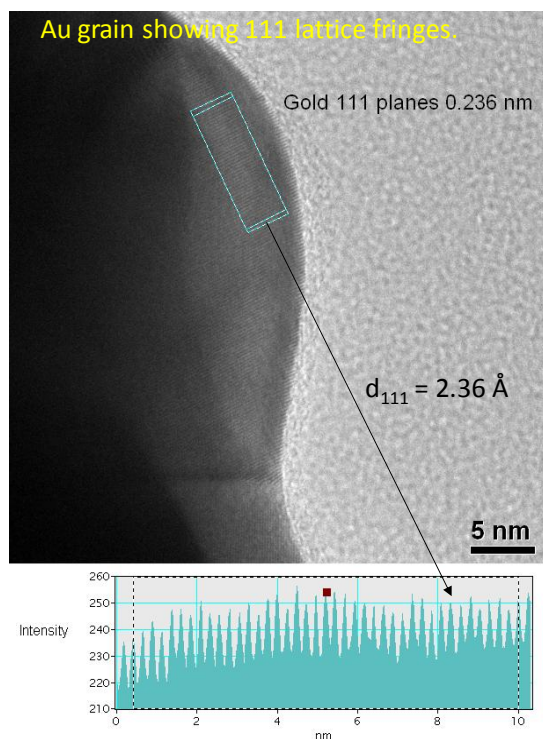 Au grain showing 111 lattice fringes.
Gold 111 planes 0.236 nm
d₁₁₁ = 2.36 Å
5 nm
260
250
Intensity
240
230
220
210
0 2 4 6 8 10
nm